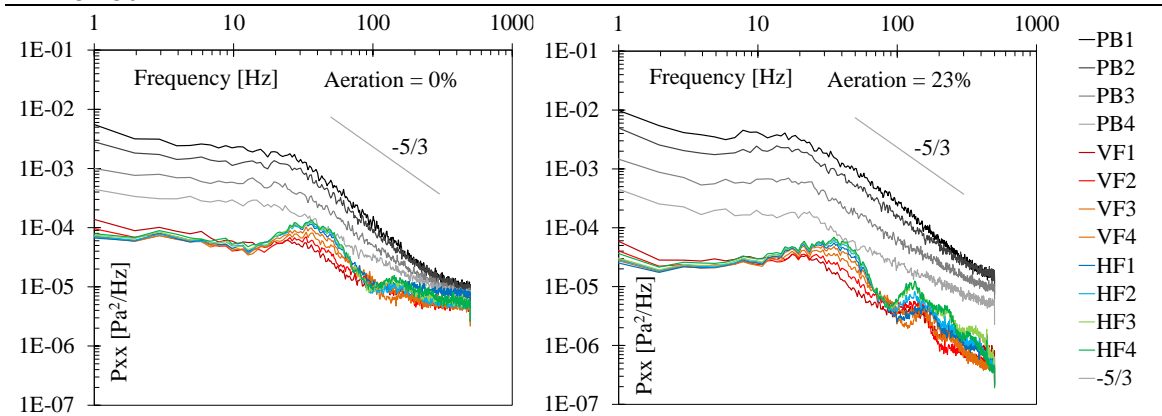 1 10 100 1000
1E-01
1E-02
1E-03
1E-04
1E-05
1E-06
1E-07
Frequency [Hz] Aeration = 0%
-5/3
Pxx [Pa²/Hz]
1 10 100 1000
1E-01
1E-02
1E-03
1E-04
1E-05
1E-06
1E-07
Frequency [Hz] Aeration = 23%
-5/3
Pxx [Pa²/Hz]
PB1
PB2
PB3
PB4
VF1
VF2
VF3
VF4
HF1
HF2
HF3
HF4
-5/3